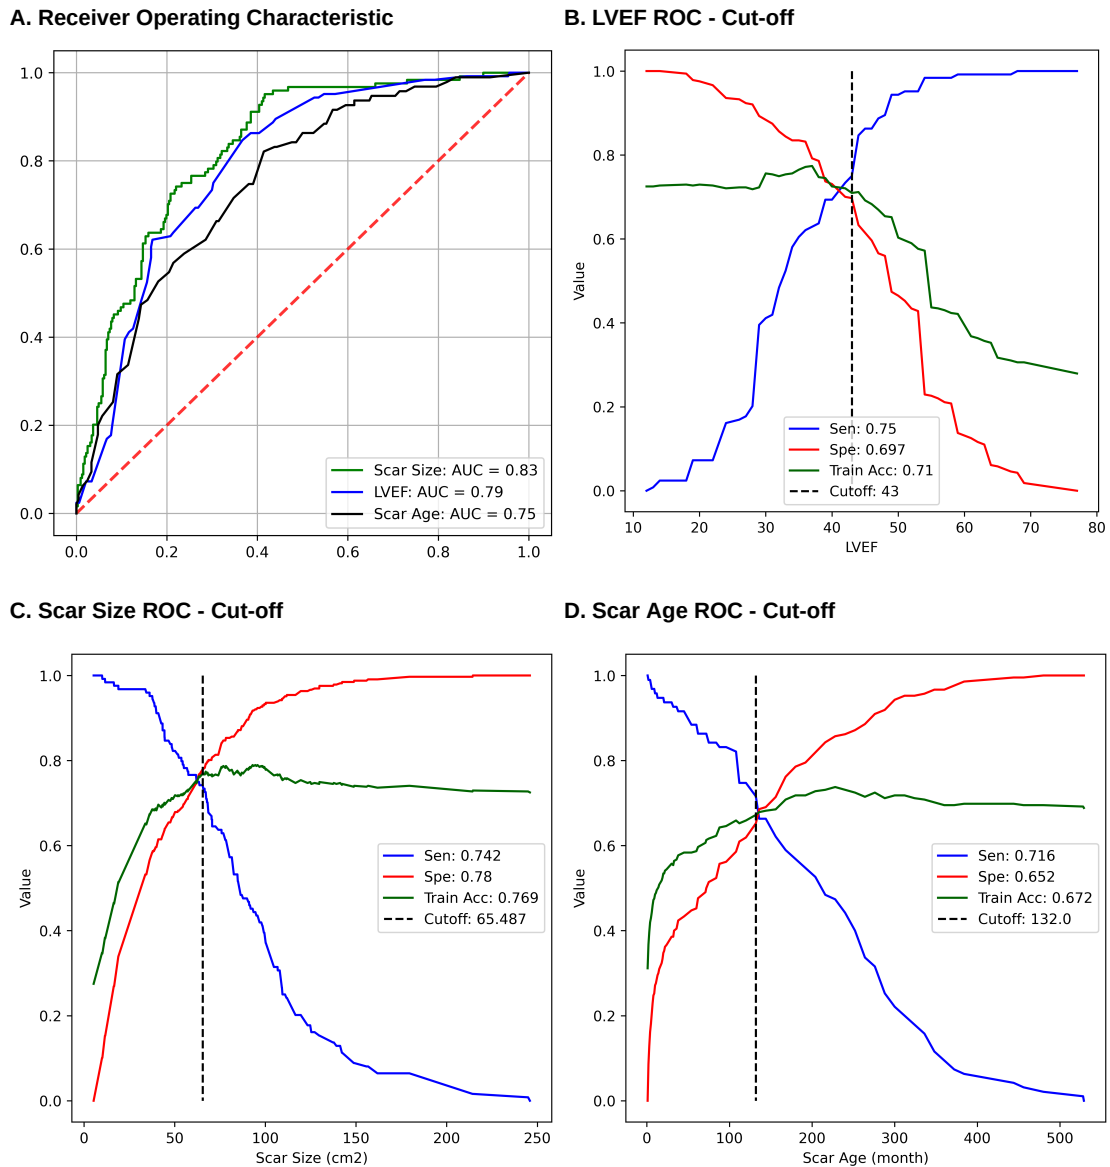 A. Receiver Operating Characteristic
1.0
0.8
0.6
0.4
0.2
0.0
0.0 0.2 0.4 0.6 0.8 1.0
Scar Size: AUC = 0.83
LVEF: AUC = 0.79
Scar Age: AUC = 0.75
B. LVEF ROC - Cut-off
Value
1.0
0.8
0.6
0.4
0.2
0.0
10 20 30 40 50 60 70 80
LVEF
Sen: 0.75
Spe: 0.697
Train Acc: 0.71
Cutoff: 43
C. Scar Size ROC - Cut-off
Value
1.0
0.8
0.6
0.4
0.2
0.0
0 50 100 150 200 250
Scar Size (cm2)
Sen: 0.742
Spe: 0.78
Train Acc: 0.769
Cutoff: 65.487
D. Scar Age ROC - Cut-off
Value
1.0
0.8
0.6
0.4
0.2
0.0
0 100 200 300 400 500
Scar Age (month)
Sen: 0.716
Spe: 0.652
Train Acc: 0.672
Cutoff: 132.0